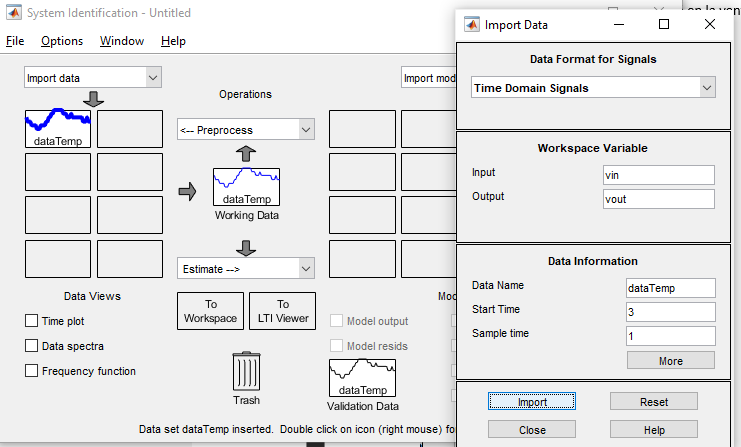 System Identification - Untitled
File Options Window Help
Import data
Import mod
Operations
dataTemp
<-- Preprocess
dataTemp
Working Data
Estimate -->
Data Views
Time plot
Data spectra
Frequency function
To
Workspace
To
LTI Viewer
Mo
Model output
Model resids
Trash
dataTemp
Validation Data
Data set dataTemp inserted. Double click on icon (right mouse) fo
Import Data
Data Format for Signals
Time Domain Signals
Workspace Variable
Input vin
Output vout
Data Information
Data Name dataTemp
Start Time 3
Sample time 1
More
Import Reset
Close Help